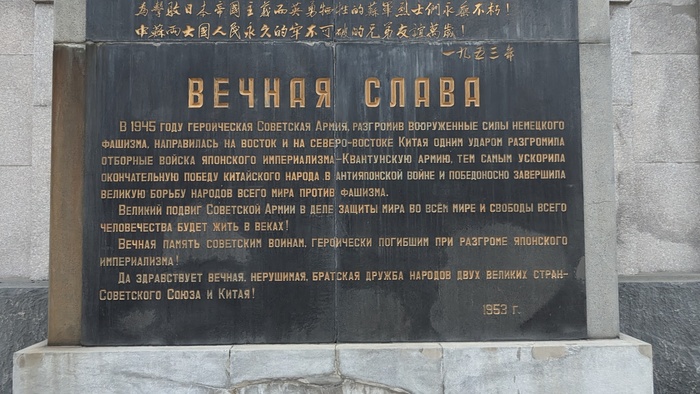 為擊敗日本帝國主義而英勇犧牲的蘇軍烈士們永垂不朽！
中蘇兩大國人民永久的牢不可破的兄弟友誼萬歲！
一九五三年
ВЕЧНАЯ СЛАВА
В 1945 ГОДУ ГЕРОИЧЕСКАЯ СОВЕТСКАЯ АРМИЯ, РАЗГРОМИВ ВООРУЖЕННЫЕ СИЛЫ НЕМЕЦКОГО
ФАШИЗМА, НАПРАВИЛАСЬ НА ВОСТОК И НА СЕВЕРО-ВОСТОКЕ КИТАЯ ОДНИМ УДАРОМ РАЗГРОМИЛА
ОТБОРНЫЕ ВОЙСКА ЯПОНСКОГО ИМПЕРИАЛИЗМА-КВАНТУНСКУЮ АРМИЮ, ТЕМ САМЫМ УСКОРИЛА
ОКОНЧАТЕЛЬНУЮ ПОБЕДУ КИТАЙСКОГО НАРОДА В АНТИЯПОНСКОЙ ВОЙНЕ И ПОБЕДОНОСНО ЗАВЕРШИЛА
ВЕЛИКУЮ БОРЬБУ НАРОДОВ ВСЕГО МИРА ПРОТИВ ФАШИЗМА.
ВЕЛИКИЙ ПОДВИГ СОВЕТСКОЙ АРМИИ В ДЕЛЕ ЗАЩИТЫ МИРА ВО ВСЁМ МИРЕ И СВОБОДЫ ВСЕГО
ЧЕЛОВЕЧЕСТВА БУДЕТ ЖИТЬ В ВЕКАХ!
ВЕЧНАЯ ПАМЯТЬ СОВЕТСКИМ ВОИНАМ, ГЕРОИЧЕСКИ ПОГИБШИМ ПРИ РАЗГРОМЕ ЯПОНСКОГО
ИМПЕРИАЛИЗМА!
ДА ЗДРАВСТВУЕТ ВЕЧНАЯ, НЕРУШИМАЯ, БРАТСКАЯ ДРУЖБА НАРОДОВ ДВУХ ВЕЛИКИХ СТРАН-
СОВЕТСКОГО СОЮЗА И КИТАЯ!
1953 г.